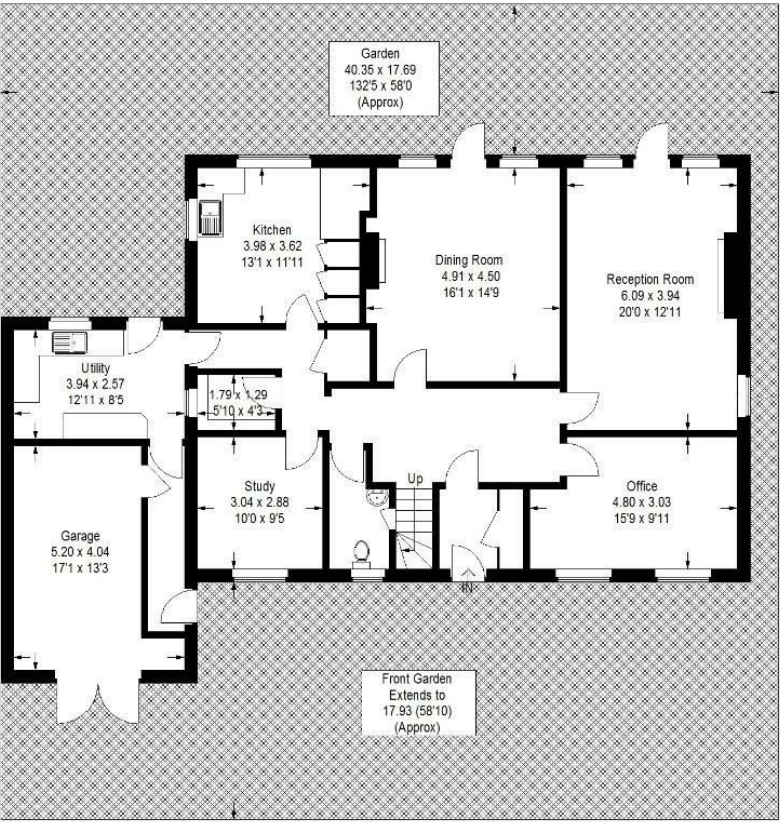 Garden
40.35 x 17.69
132'5 x 58'0
(Approx)
Kitchen
3.98 x 3.62
13'1 x 11'11
Dining Room
4.91 x 4.50
16'1 x 14'9
Reception Room
6.09 x 3.94
20'0 x 12'11
Utility
3.94 x 2.57
12'11 x 8'5
1.79 x 1.29
5'10 x 4'3
Study
3.04 x 2.88
10'0 x 9'5
Up
Office
4.80 x 3.03
15'9 x 9'11
Garage
5.20 x 4.04
17'1 x 13'3
IN
Front Garden
Extends to
17.93 (58'10)
(Approx)